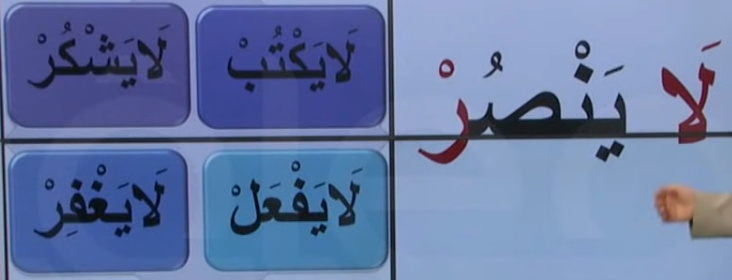 لَا يَنْصُرْ
لَايَكْتُبْ
لَايَشْكُرْ
لَايَفْعَلْ
لَايَغْفِرْ